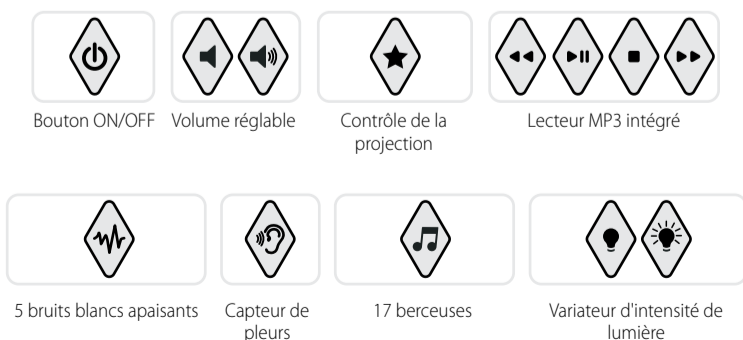 Bouton ON/OFF
Volume réglable
Contrôle de la
projection
Lecteur MP3 intégré
5 bruits blancs apaisants
Capteur de
pleurs
17 berceuses
Variateur d'intensité de
lumière